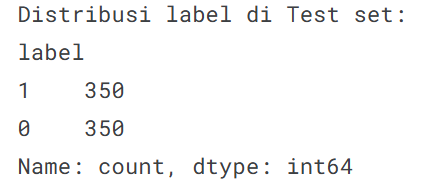 Distribusi label di Test set:
label
1    350
0    350
Name: count, dtype: int64